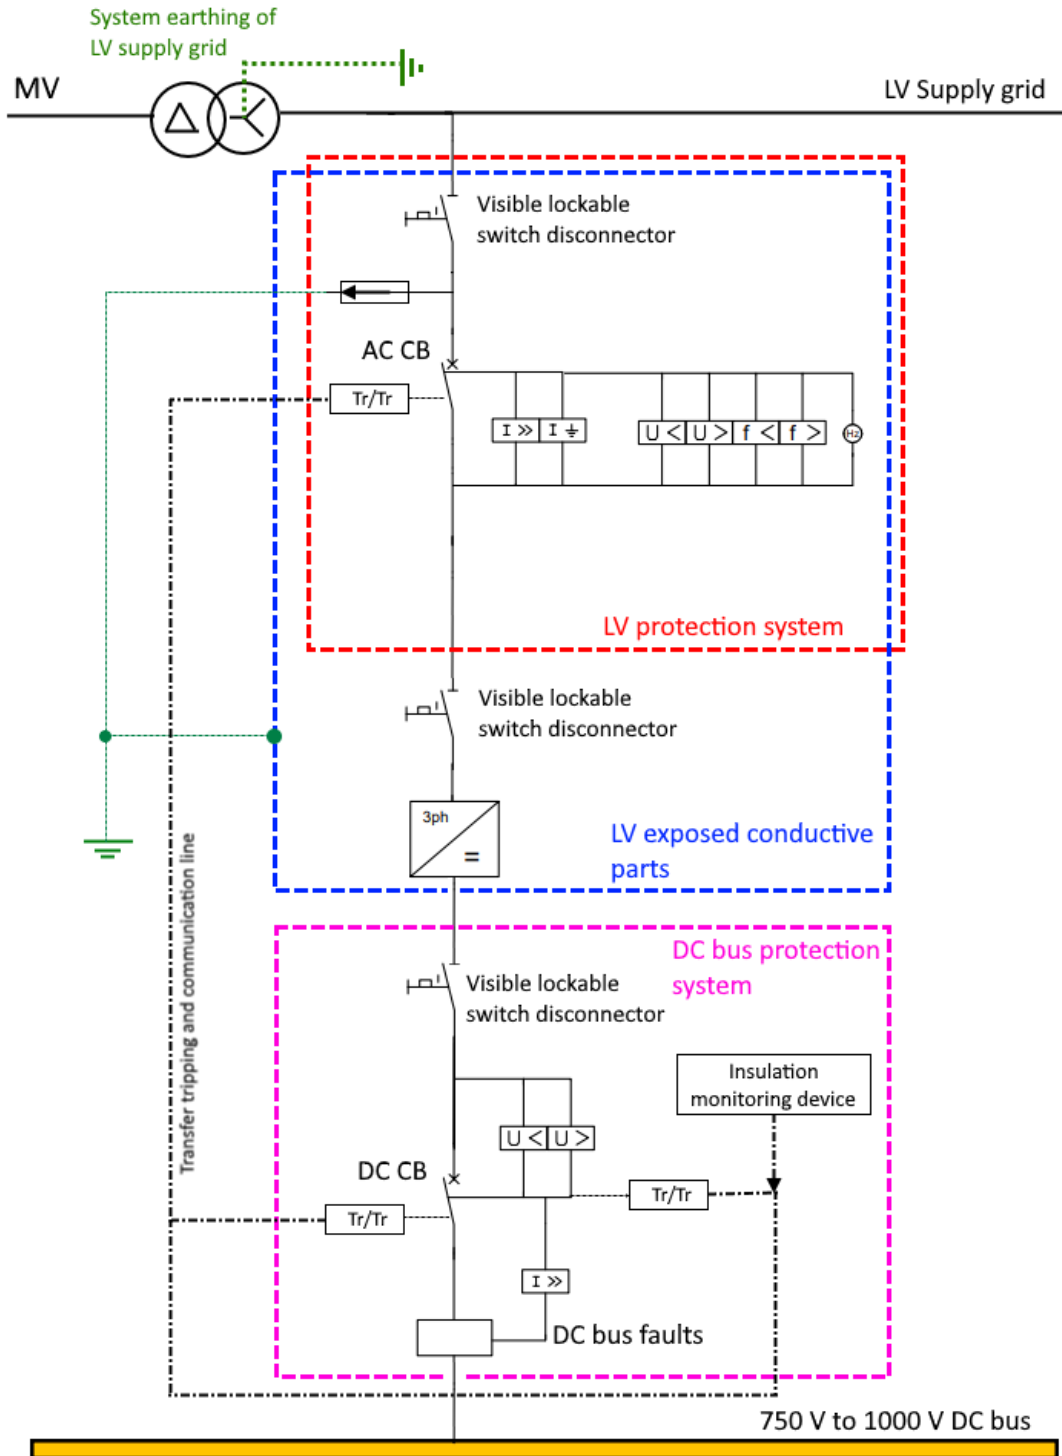 System earthing of
LV supply grid
MV
LV Supply grid
Visible lockable
switch disconnector
AC CB
Tr/Tr
I >>
I ⏚
U <
U >
f <
f >
Hz
LV protection system
Visible lockable
switch disconnector
3ph
=
LV exposed conductive
parts
Transfer tripping and communication line
DC bus protection
system
Visible lockable
switch disconnector
Insulation
monitoring device
U <
U >
DC CB
Tr/Tr
Tr/Tr
I >>
DC bus faults
750 V to 1000 V DC bus